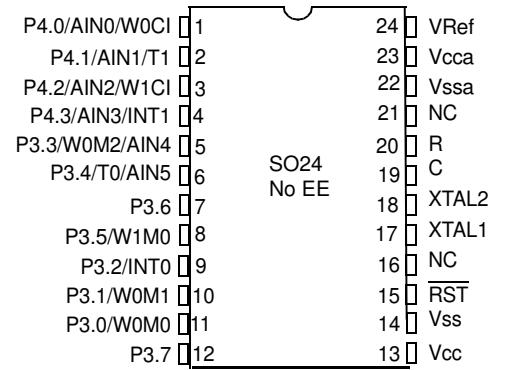 P4.0/AIN0/W0CI 1 24 VRef
P4.1/AIN1/T1 2 23 Vcca
P4.2/AIN2/W1CI 3 22 Vssa
P4.3/AIN3/INT1 4 21 NC
P3.3/W0M2/AIN4 5 20 R
P3.4/T0/AIN5 6 SO24 19 C
P3.6 7 No EE 18 XTAL2
P3.5/W1M0 8 17 XTAL1
P3.2/INT0 9 16 NC
P3.1/W0M1 10 15 RST
P3.0/W0M0 11 14 Vss
P3.7 12 13 Vcc